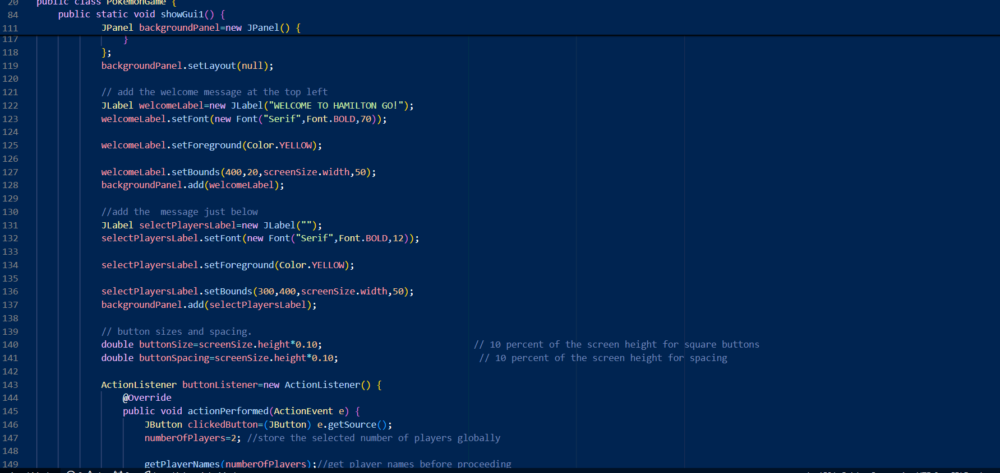 20 public class PokemonGame {
84 public static void showGui1() {
111 JPanel backgroundPanel=new JPanel() {
117 }
118 };
119 backgroundPanel.setLayout(null);
120
121 // add the welcome message at the top left
122 JLabel welcomeLabel=new JLabel("WELCOME TO HAMILTON GO!");
123 welcomeLabel.setFont(new Font("Serif",Font.BOLD,70));
124
125 welcomeLabel.setForeground(Color.YELLOW);
126
127 welcomeLabel.setBounds(400,20,screenSize.width,50);
128 backgroundPanel.add(welcomeLabel);
129
130 //add the  message just below
131 JLabel selectPlayersLabel=new JLabel("");
132 selectPlayersLabel.setFont(new Font("Serif",Font.BOLD,12));
133
134 selectPlayersLabel.setForeground(Color.YELLOW);
135
136 selectPlayersLabel.setBounds(300,400,screenSize.width,50);
137 backgroundPanel.add(selectPlayersLabel);
138
139 // button sizes and spacing.
140 double buttonSize=screenSize.height*0.10; // 10 percent of the screen height for square buttons
141 double buttonSpacing=screenSize.height*0.10; // 10 percent of the screen height for spacing
142
143 ActionListener buttonListener=new ActionListener() {
144 @Override
145 public void actionPerformed(ActionEvent e) {
146 JButton clickedButton=(JButton) e.getSource();
147 numberOfPlayers=2; //store the selected number of players globally
148
149 getPlayerNames(numberOfPlayers);//get player names before proceeding